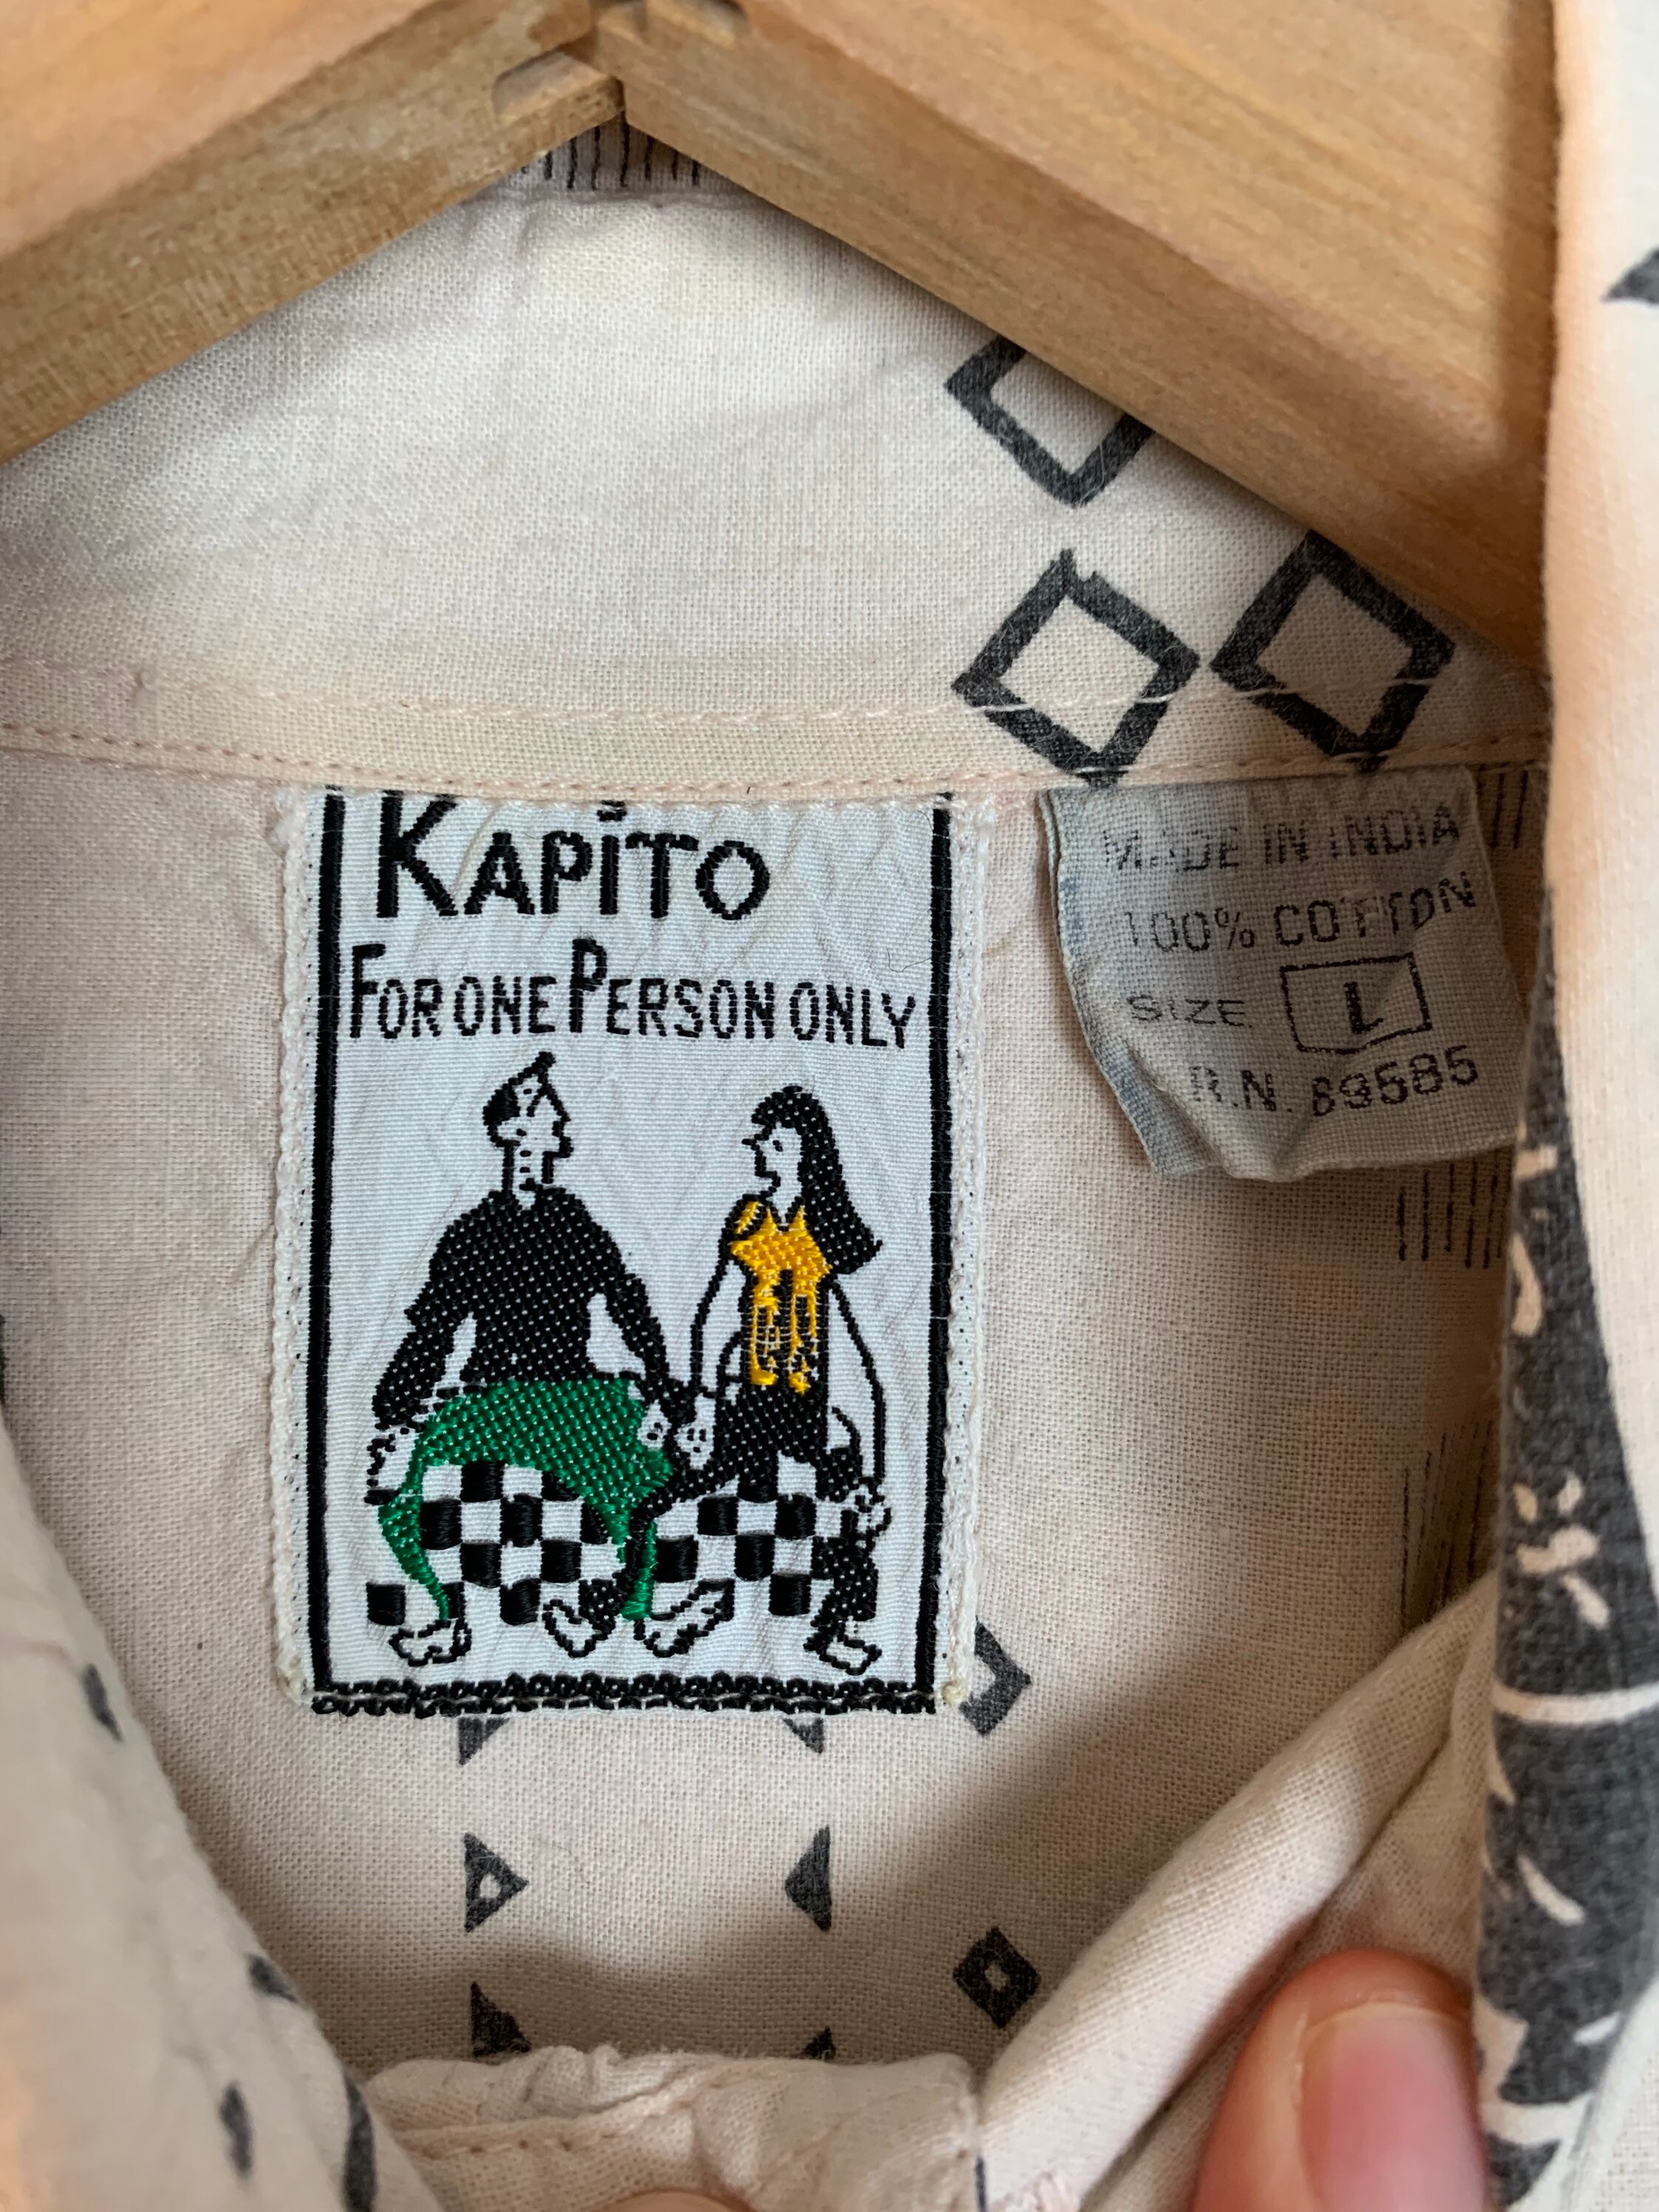 KAPITO
FOR ONE PERSON ONLY
MADE IN INDIA
100% COTTON
SIZE L
R.N. 89585